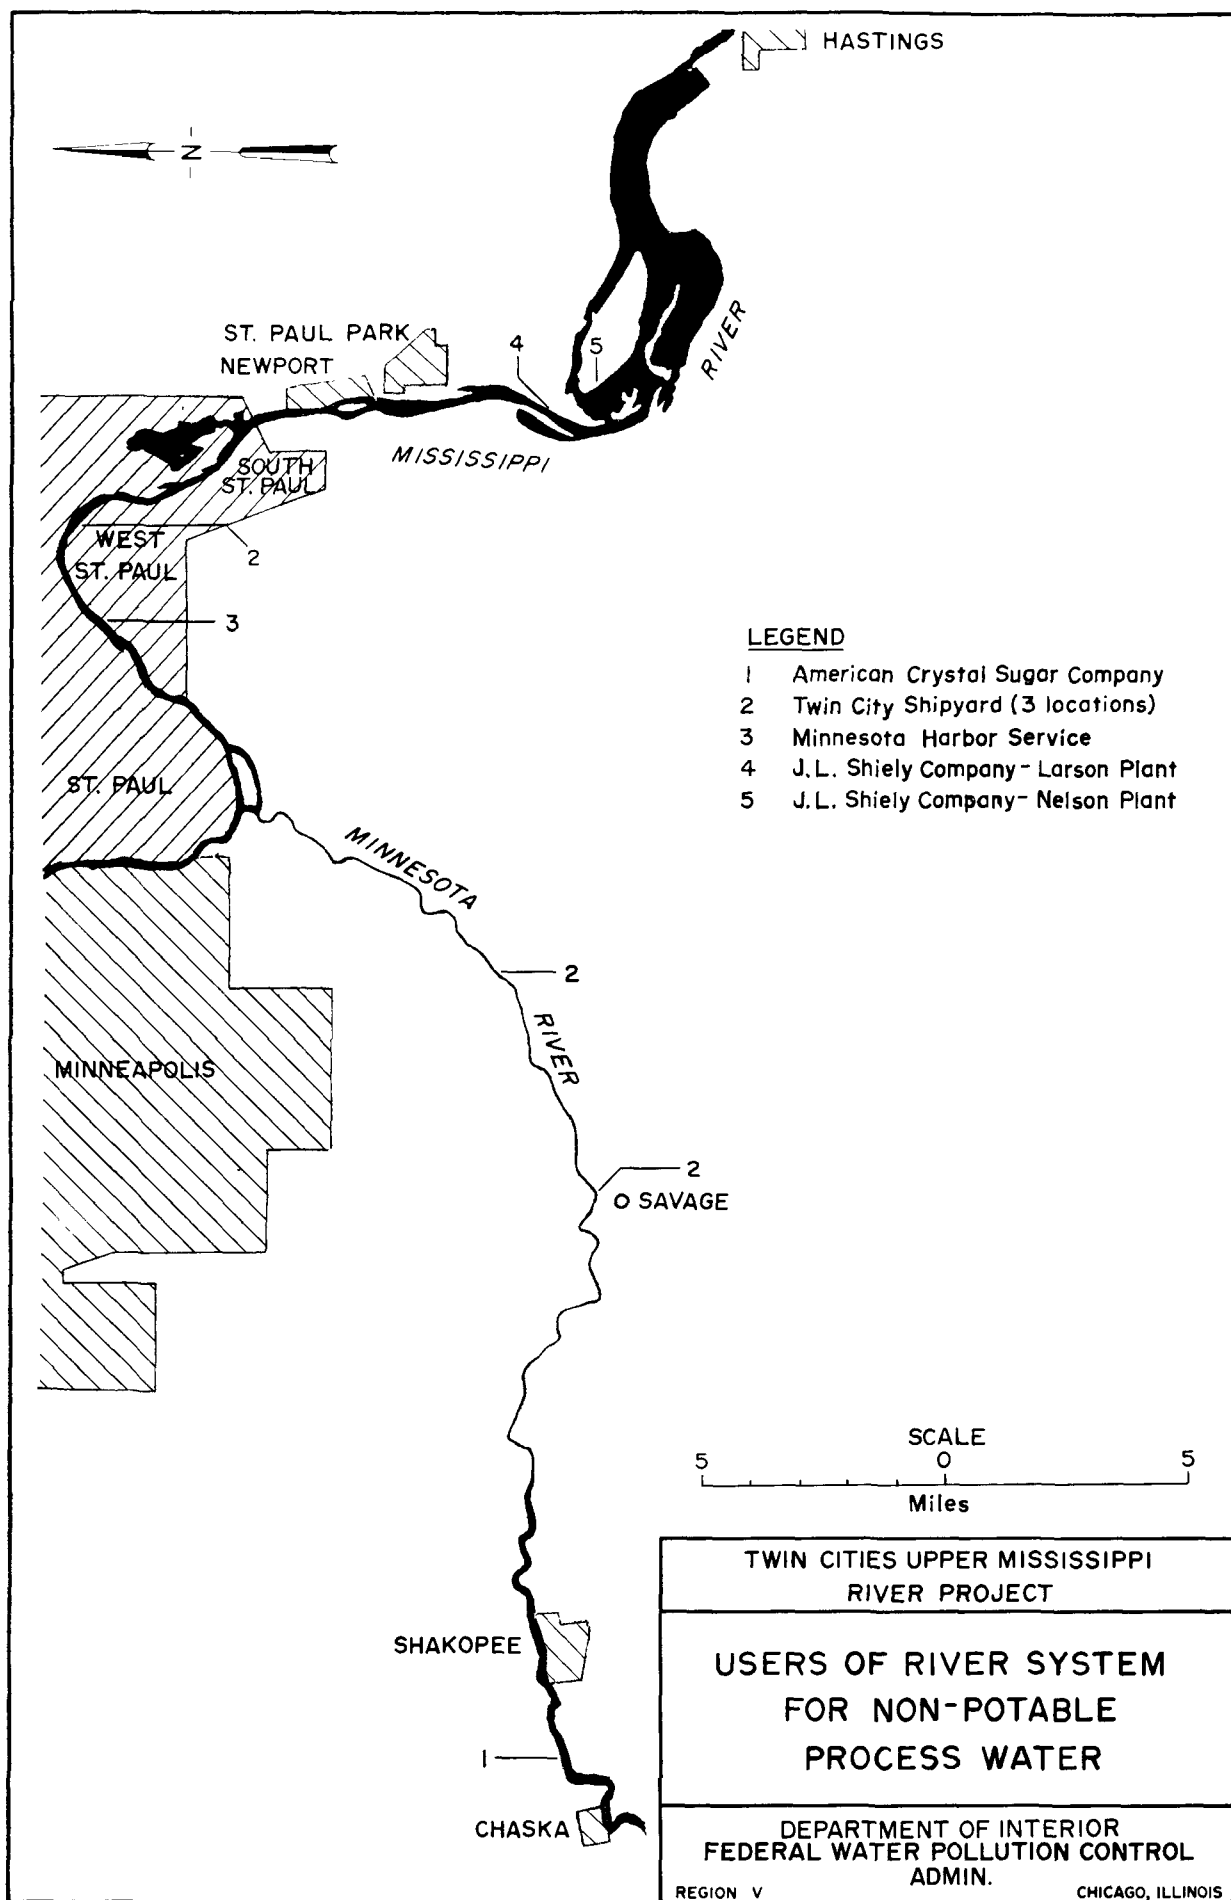 HASTINGS
N
ST. PAUL PARK
NEWPORT
4
5
RIVER
MISSISSIPPI
SOUTH
ST. PAUL
WEST
ST. PAUL
2
3
LEGEND
1 American Crystal Sugar Company
2 Twin City Shipyard (3 locations)
3 Minnesota Harbor Service
4 J.L. Shiely Company - Larson Plant
5 J.L. Shiely Company - Nelson Plant
ST. PAUL
MINNESOTA
2
RIVER
MINNEAPOLIS
2
SAVAGE
SCALE
5 0 5
Miles
TWIN CITIES UPPER MISSISSIPPI
RIVER PROJECT
SHAKOPEE
USERS OF RIVER SYSTEM
FOR NON-POTABLE
PROCESS WATER
1
CHASKA
DEPARTMENT OF INTERIOR
FEDERAL WATER POLLUTION CONTROL
ADMIN.
REGION V CHICAGO, ILLINOIS